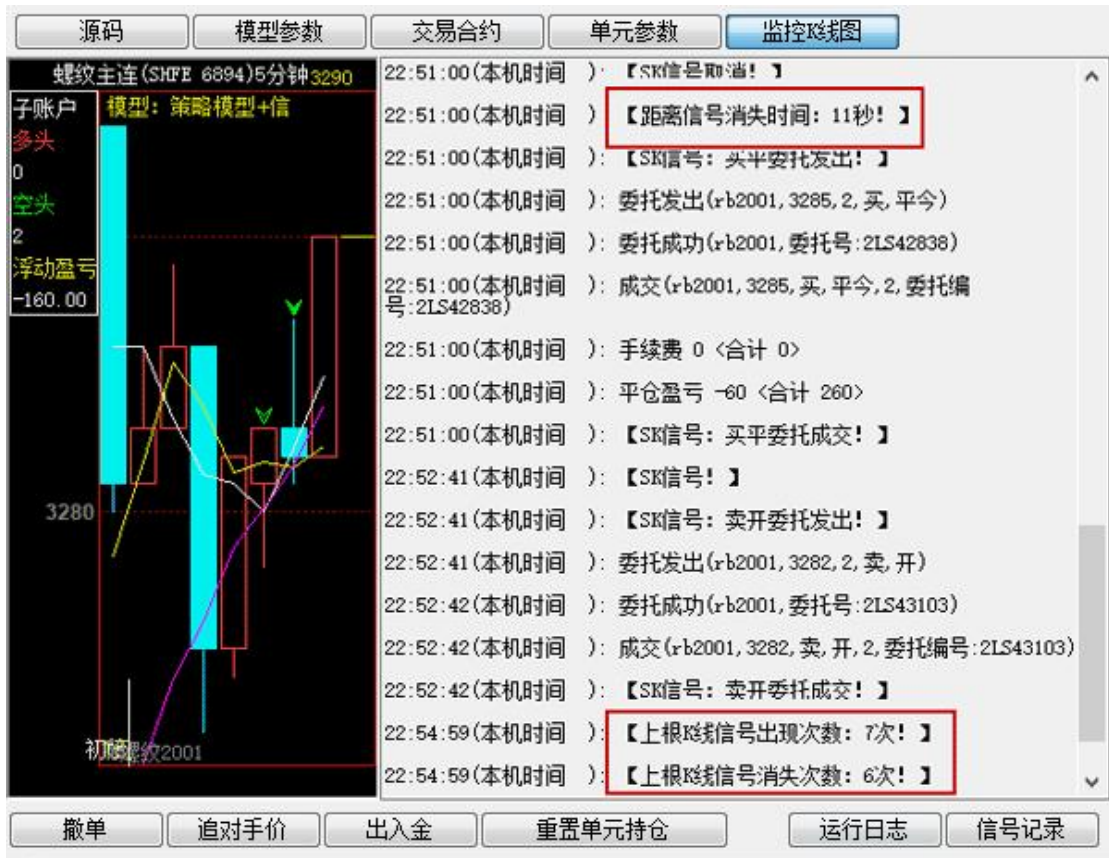 源码 模型参数 交易合约 单元参数 监控K线图
螺纹主连(SHFE 6894)5分钟 3290
子账户 模型：策略模型+信
多头
0
空头
2
浮动盈亏
-160.00
3280
螺纹2001
22:51:00(本机时间 ): 【SK信号取消！】
22:51:00(本机时间 ): 【距离信号消失时间：11秒！】
22:51:00(本机时间 ): 【SK信号：买平委托发出！】
22:51:00(本机时间 ): 委托发出(rb2001,3285,2,买,平今)
22:51:00(本机时间 ): 委托成功(rb2001,委托号:2LS42838)
22:51:00(本机时间 ): 成交(rb2001,3285,买,平今,2,委托编
号:2LS42838)
22:51:00(本机时间 ): 手续费 0 <合计 0>
22:51:00(本机时间 ): 平仓盈亏 -60 <合计 260>
22:51:00(本机时间 ): 【SK信号：买平委托成交！】
22:52:41(本机时间 ): 【SK信号！】
22:52:41(本机时间 ): 【SK信号：卖开委托发出！】
22:52:41(本机时间 ): 委托发出(rb2001,3282,2,卖,开)
22:52:42(本机时间 ): 委托成功(rb2001,委托号:2LS43103)
22:52:42(本机时间 ): 成交(rb2001,3282,卖,开,2,委托编号:2LS43103)
22:52:42(本机时间 ): 【SK信号：卖开委托成交！】
22:54:59(本机时间 ): 【上根K线信号出现次数：7次！】
22:54:59(本机时间 ): 【上根K线信号消失次数：6次！】
撤单 追对手价 出入金 重置单元持仓 运行日志 信号记录